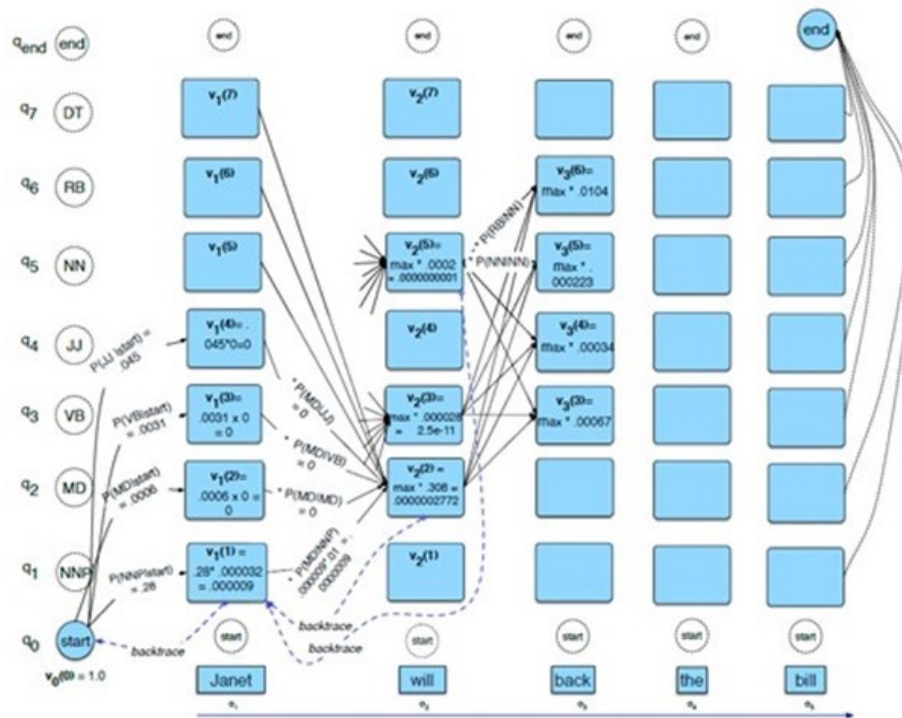 q_end end end end end end end
q₇ DT v₁(7) v₂(7)
q₆ RB v₁(6) v₂(6) v₃(6)=
max * .0104
* P(RB|NN)
q₅ NN v₁(5) v₂(5)=
max * .0002
= .0000000001
* P(NN|NN)
v₃(5)=
max * .
000223
q₄ JJ
P(JJ |start) =
.045
v₁(4)= .
045*0=0
v₂(4)
v₃(4)=
max * .00034
* P(MD|JJ)
= 0
q₃ VB
P(VB|start)
= .0031
v₁(3)=
.0031 x 0
= 0
* P(MD|VB)
= 0
v₂(3)=
max * .000028
= 2.5e-11
v₃(3)=
max * .00067
q₂ MD
P(MD|start)
= .0006
v₁(2)=
.0006 x 0 =
0
* P(MD|MD)
= 0
v₂(2) =
max * .308 =
.0000002772
q₁ NNP
P(NNP|start)
= .28
v₁(1) =
.28* .000032
= .000009
* P(MD|NNP)
.000009*.01 = .
0000009
v₂(1)
backtrace
backtrace
backtrace
q₀ start start start start start start
v₀(0) = 1.0
Janet will back the bill
o₁ o₂ o₃ o₄ o₅